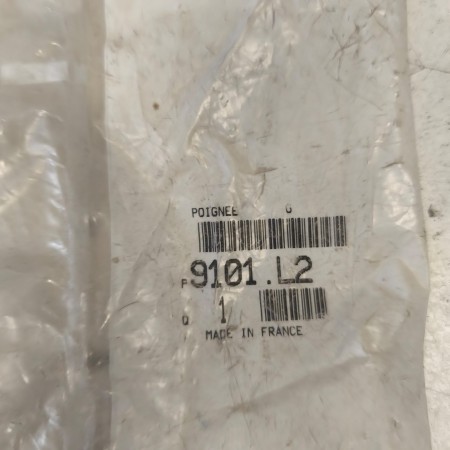 POIGNEE G
P 9101.L2
Q 1
MADE IN FRANCE